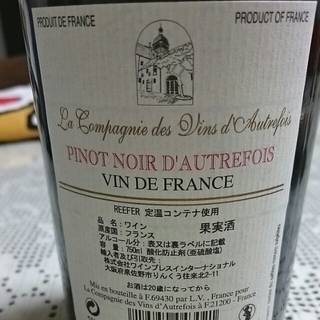 PRODUIT DE FRANCE
PRODUCT OF FRANCE
La Compagnie des Vins d'Autrefois
PINOT NOIR D'AUTREFOIS
VIN DE FRANCE
REEFER 定温コンテナ使用
品名：ワイン
果実酒
原産国：フランス
アルコール分：表又は裏ラベルに記載
容量：750ml 酸化防止剤(亜硫酸塩)
輸入者及び引取先：
株式会社ワインプレスインターナショナル
大阪府泉佐野市りんくう往来北2-11
お酒は20歳になってから
Mis en bouteille à F.69430 par L.V., France pour
La Compagnie des Vins d'Autrefois à F.21200 - France